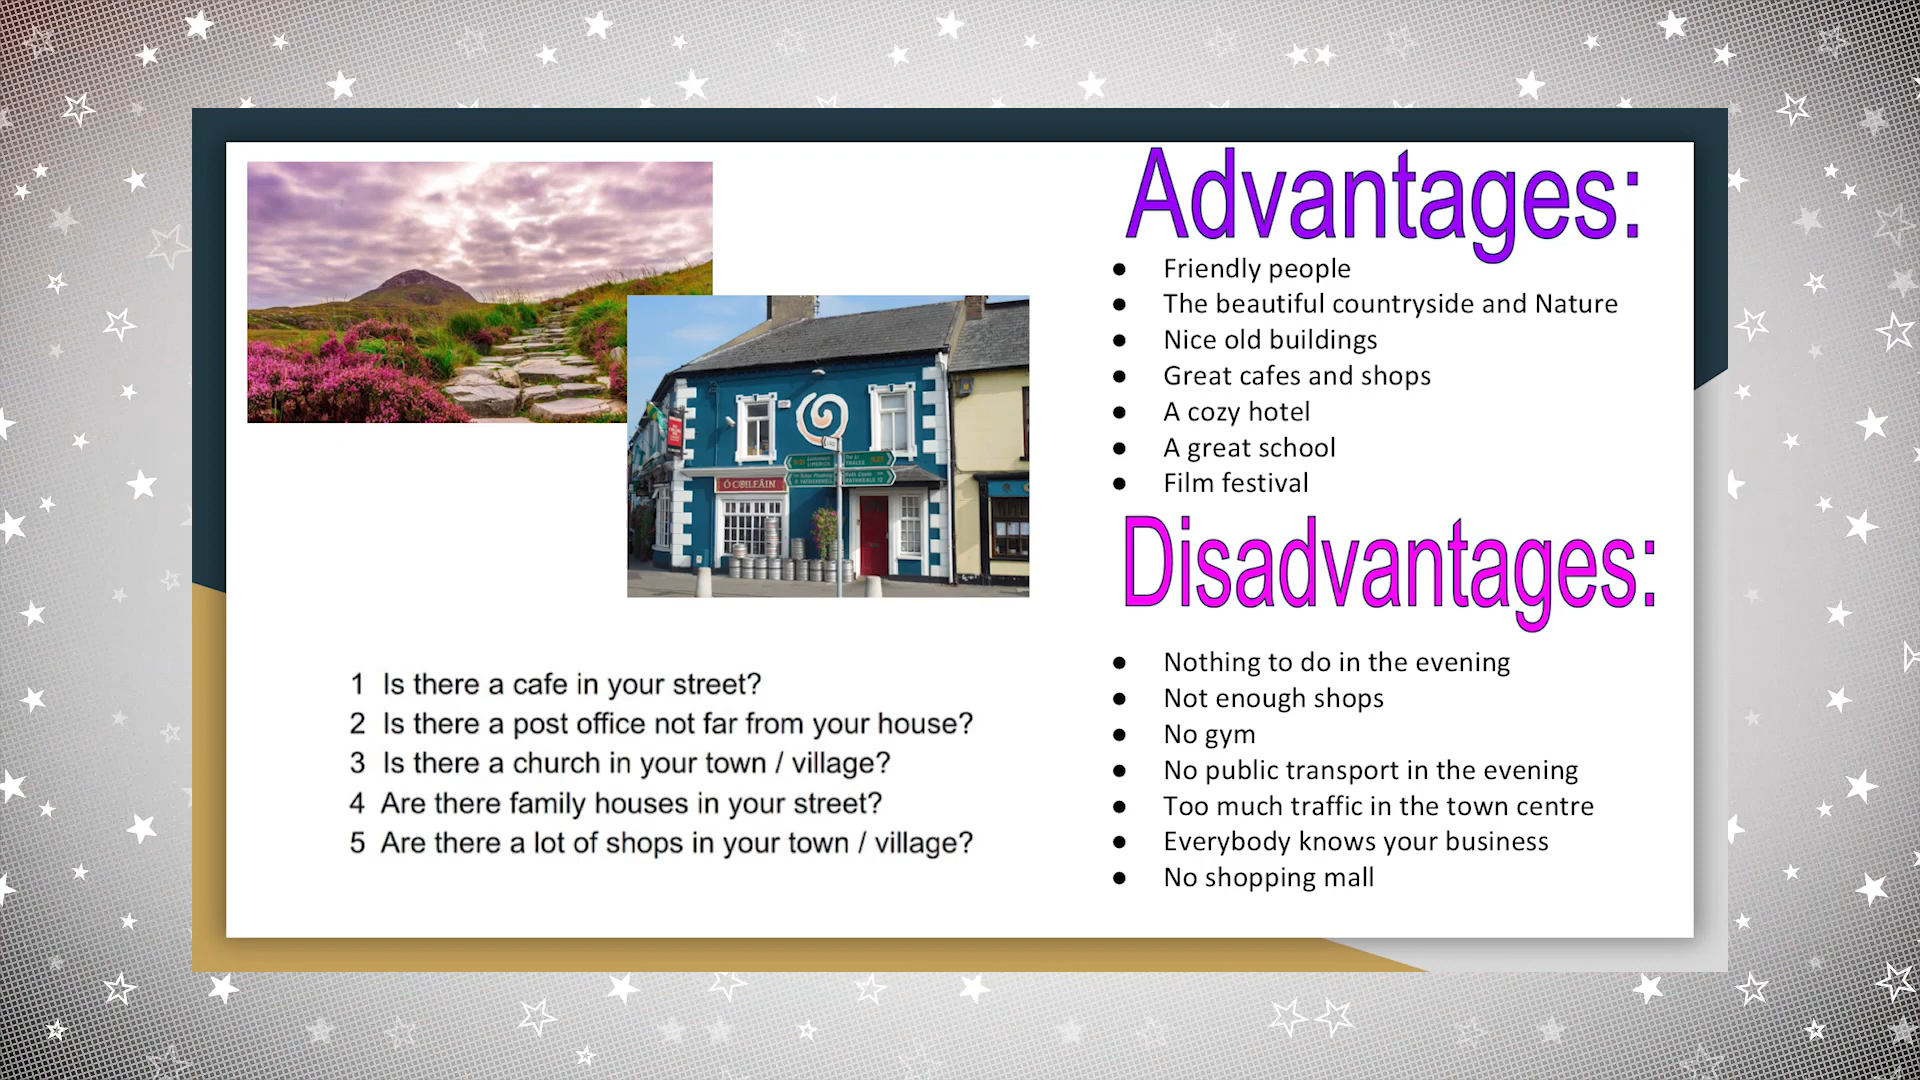 Advantages:
● Friendly people
● The beautiful countryside and Nature
● Nice old buildings
● Great cafes and shops
● A cozy hotel
● A great school
● Film festival
Disadvantages:
● Nothing to do in the evening
● Not enough shops
● No gym
● No public transport in the evening
● Too much traffic in the town centre
● Everybody knows your business
● No shopping mall
Ó COILEÁIN
LIMERICK
TRALEE
RATHKEALE 12
1 Is there a cafe in your street?
2 Is there a post office not far from your house?
3 Is there a church in your town / village?
4 Are there family houses in your street?
5 Are there a lot of shops in your town / village?